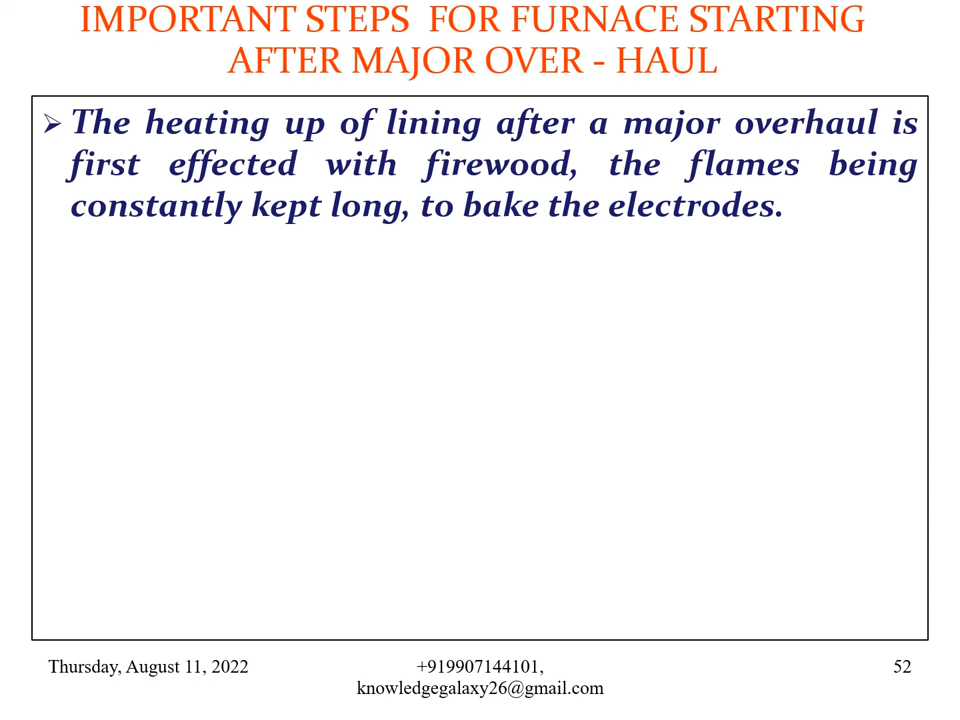 IMPORTANT STEPS FOR FURNACE STARTING
AFTER MAJOR OVER - HAUL
➢ The heating up of lining after a major overhaul is
first effected with firewood, the flames being
constantly kept long, to bake the electrodes.
Thursday, August 11, 2022
+919907144101,
knowledgegalaxy26@gmail.com
52